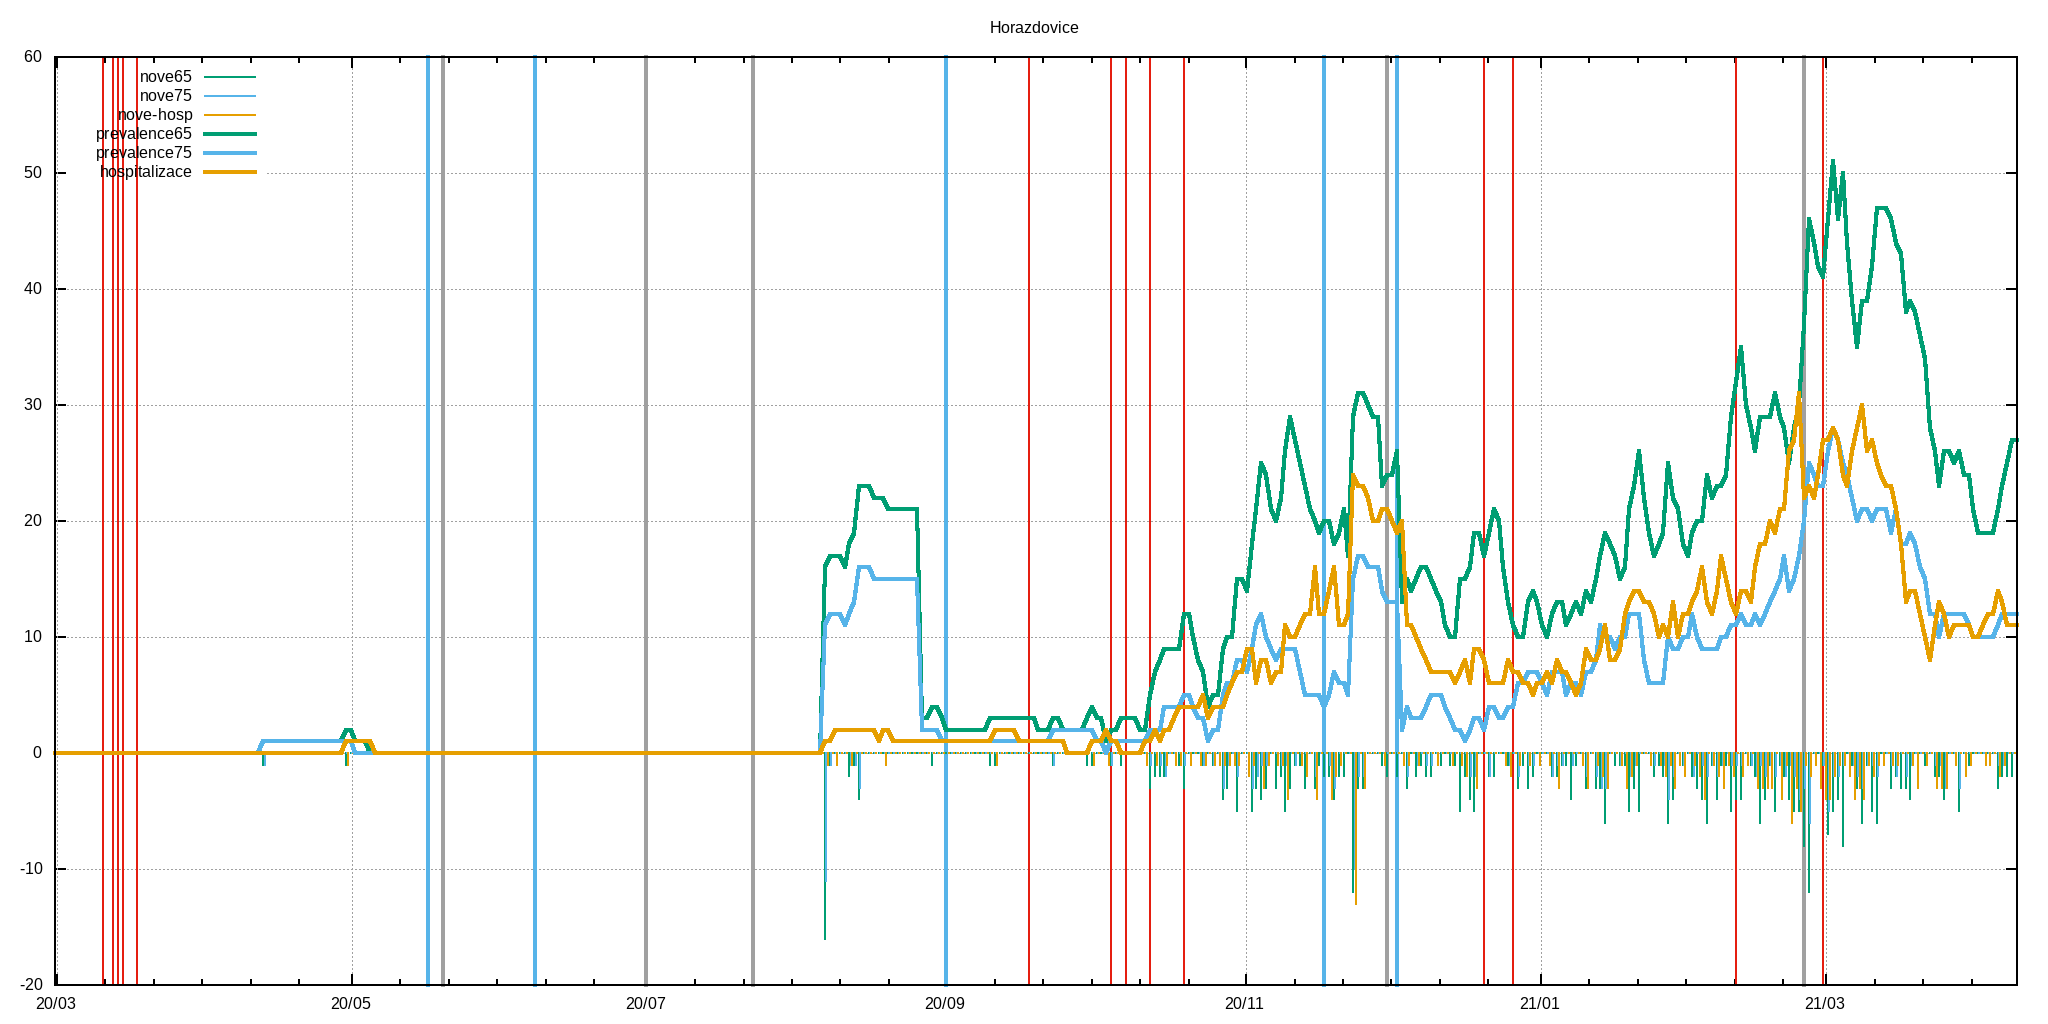 Horazdovice
60
50
40
30
20
10
0
-10
-20
nove65
nove75
nove-hosp
prevalence65
prevalence75
hospitalizace
20/03 20/05 20/07 20/09 20/11 21/01 21/03